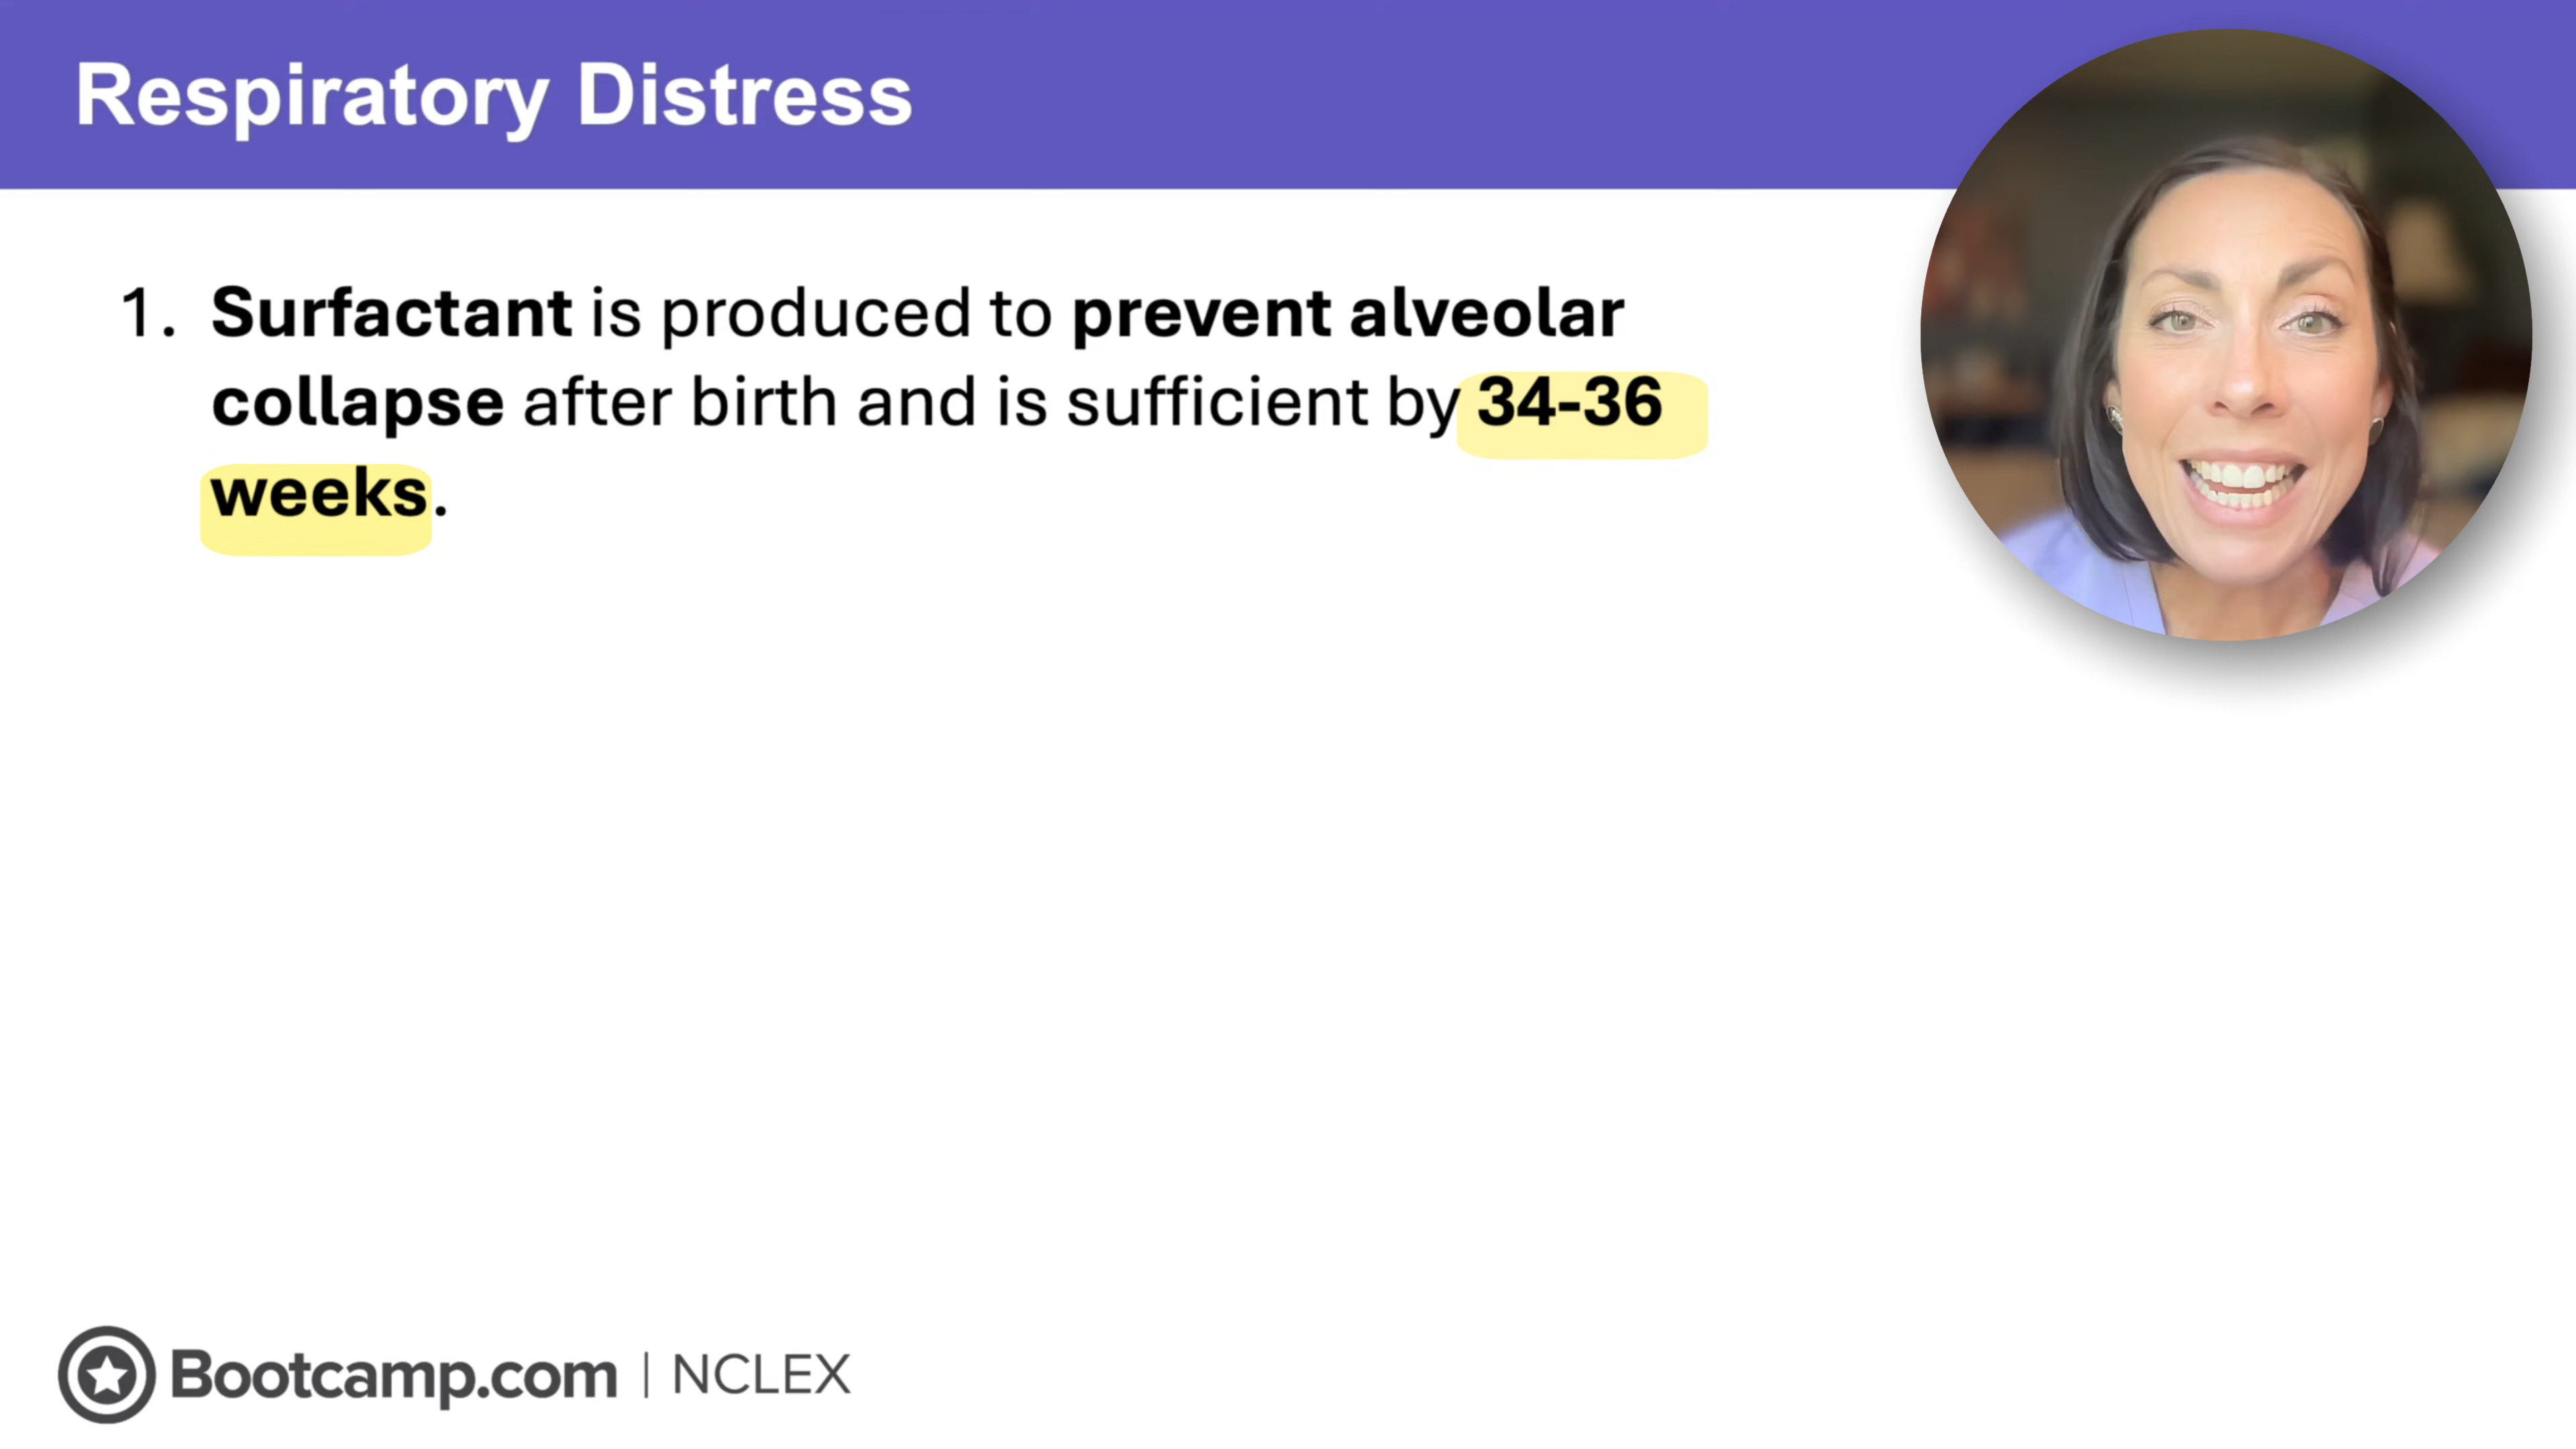 Respiratory Distress
1. Surfactant is produced to prevent alveolar
collapse after birth and is sufficient by 34-36
weeks.
Bootcamp.com | NCLEX